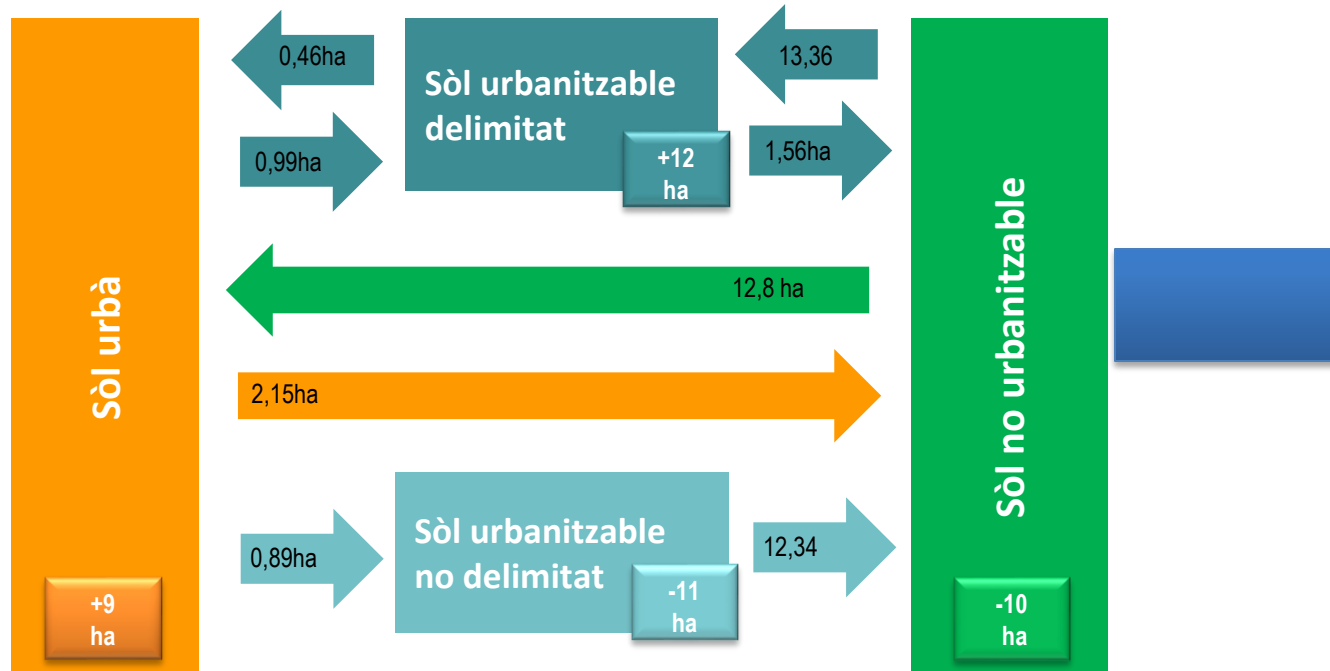 Sòl urbà
+9
ha
0,46ha
0,99ha
Sòl urbanitzable
delimitat
+12
ha
13,36
1,56ha
12,8 ha
2,15ha
0,89ha
Sòl urbanitzable
no delimitat
-11
ha
12,34
Sòl no urbanitzable
-10
ha